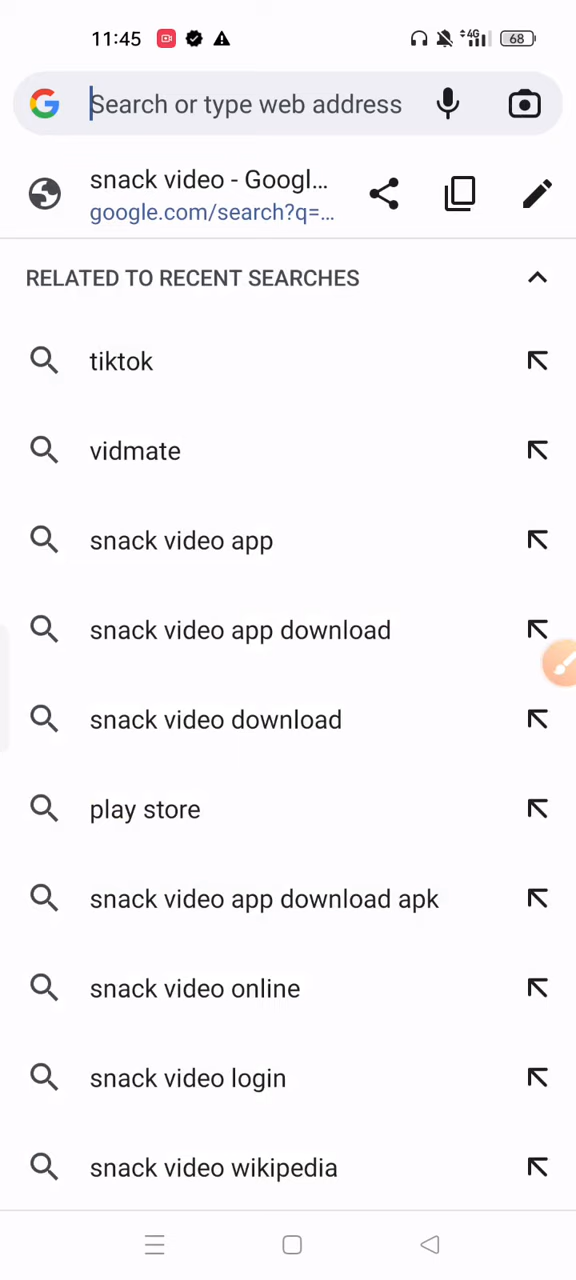 11:45 4G 68
Search or type web address
snack video - Googl...
google.com/search?q=...
RELATED TO RECENT SEARCHES
tiktok
vidmate
snack video app
snack video app download
snack video download
play store
snack video app download apk
snack video online
snack video login
snack video wikipedia